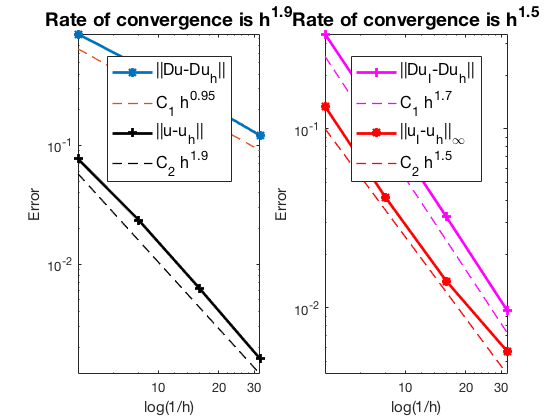 Rate of convergence is h^1.9
||Du-Du_h||
C_1 h^0.95
||u-u_h||
C_2 h^1.9
10^-1
10^-2
Error
10
20
30
log(1/h)
Rate of convergence is h^1.5
||Du_I-Du_h||
C_1 h^1.7
||u_I-u_h||_∞
C_2 h^1.5
10^-1
10^-2
Error
10
20
30
log(1/h)